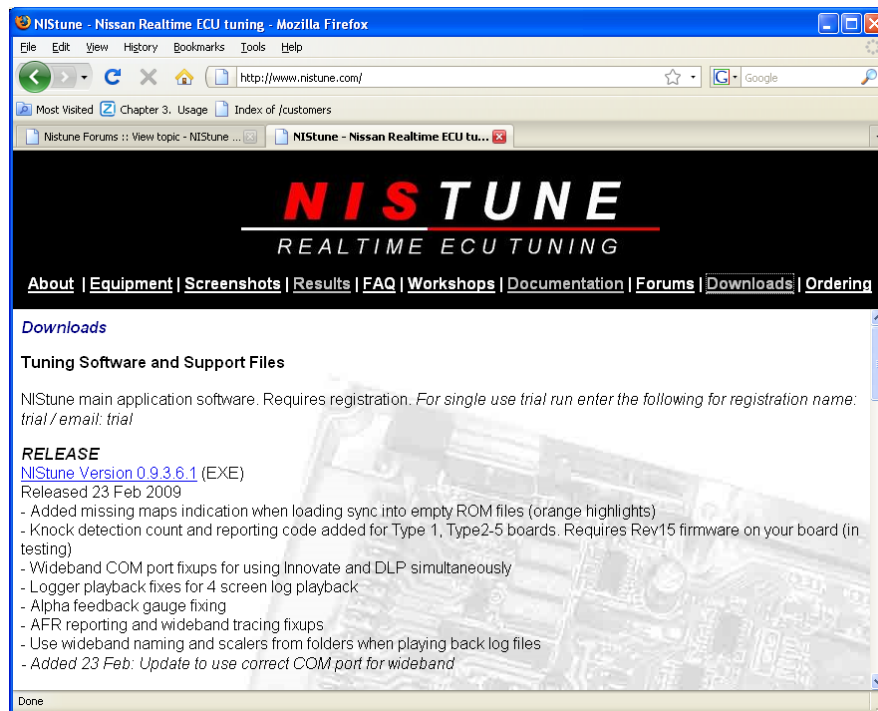 NIStune - Nissan Realtime ECU tuning - Mozilla Firefox
File Edit View History Bookmarks Tools Help
http://www.nistune.com/
G Google
Most Visited Z Chapter 3. Usage Index of /customers
Nistune Forums :: View topic - NIStune ... NIStune - Nissan Realtime ECU tu...
NISTUNE
REALTIME ECU TUNING
About | Equipment | Screenshots | Results | FAQ | Workshops | Documentation | Forums | Downloads | Ordering
Downloads
Tuning Software and Support Files
NIStune main application software. Requires registration. For single use trial run enter the following for registration name:
trial / email: trial
RELEASE
NIStune Version 0.9.3.6.1 (EXE)
Released 23 Feb 2009
- Added missing maps indication when loading sync into empty ROM files (orange highlights)
- Knock detection count and reporting code added for Type 1, Type2-5 boards. Requires Rev15 firmware on your board (in
testing)
- Wideband COM port fixups for using Innovate and DLP simultaneously
- Logger playback fixes for 4 screen log playback
- Alpha feedback gauge fixing
- AFR reporting and wideband tracing fixups
- Use wideband naming and scalers from folders when playing back log files
- Added 23 Feb: Update to use correct COM port for wideband
Done